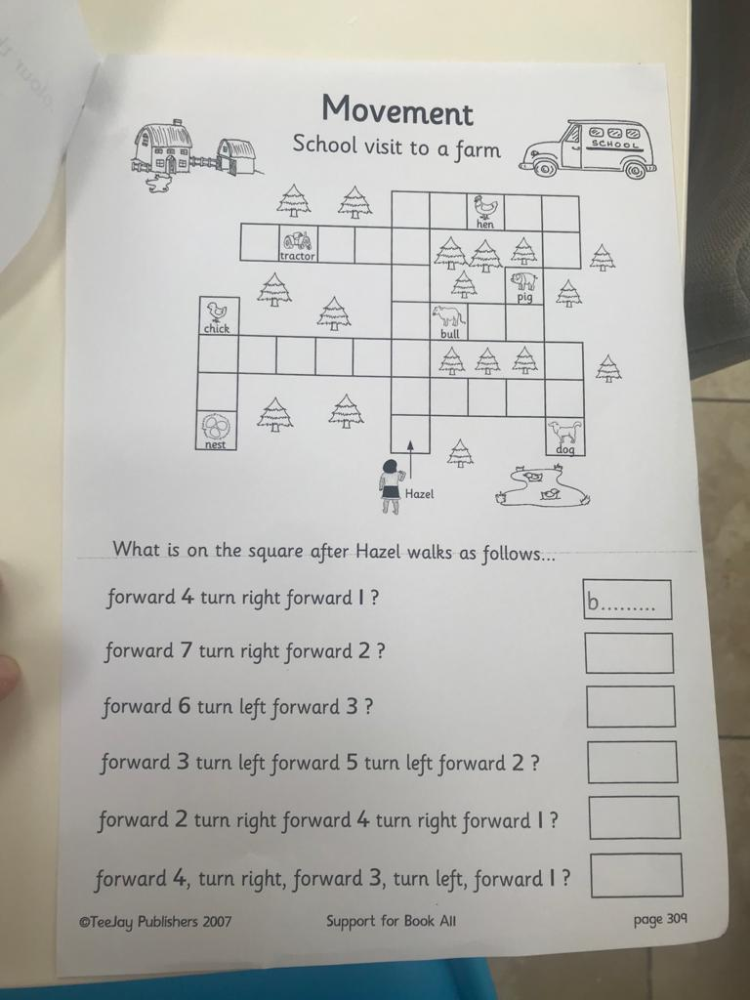 Movement
School visit to a farm
SCHOOL
hen
tractor
pig
chick
bull
nest
dog
Hazel
What is on the square after Hazel walks as follows...
forward 4 turn right forward 1 ?
b.........
forward 7 turn right forward 2 ?
forward 6 turn left forward 3 ?
forward 3 turn left forward 5 turn left forward 2 ?
forward 2 turn right forward 4 turn right forward 1 ?
forward 4, turn right, forward 3, turn left, forward 1 ?
©TeeJay Publishers 2007 Support for Book AII page 309